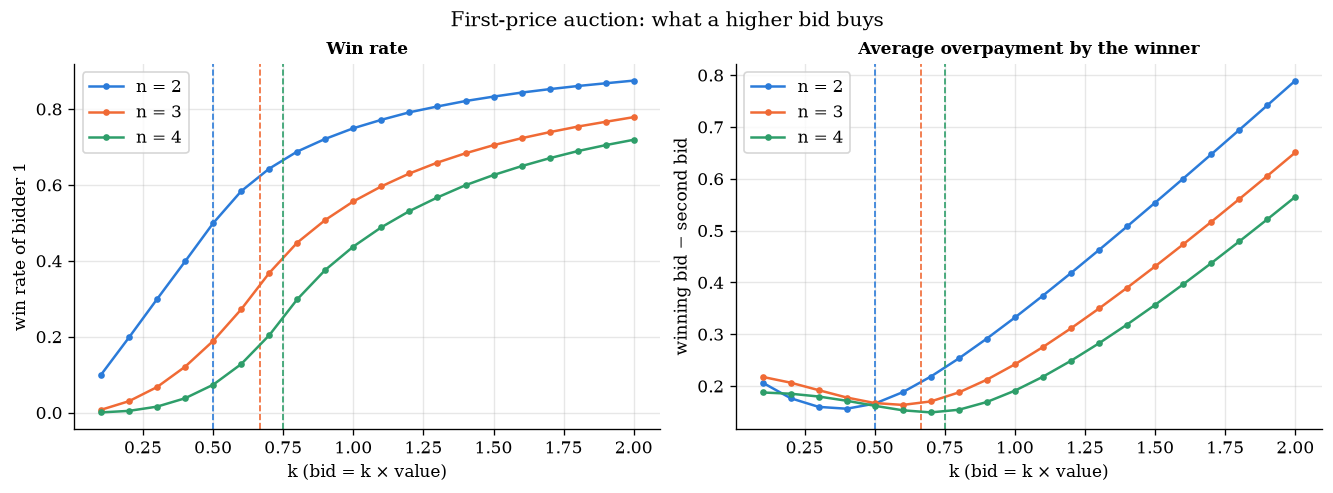 First-price auction: what a higher bid buys
Win rate
n = 2
n = 3
n = 4
win rate of bidder 1
0.8
0.6
0.4
0.2
0.0
0.25 0.50 0.75 1.00 1.25 1.50 1.75 2.00
k (bid = k × value)
Average overpayment by the winner
n = 2
n = 3
n = 4
winning bid − second bid
0.8
0.7
0.6
0.5
0.4
0.3
0.2
0.25 0.50 0.75 1.00 1.25 1.50 1.75 2.00
k (bid = k × value)